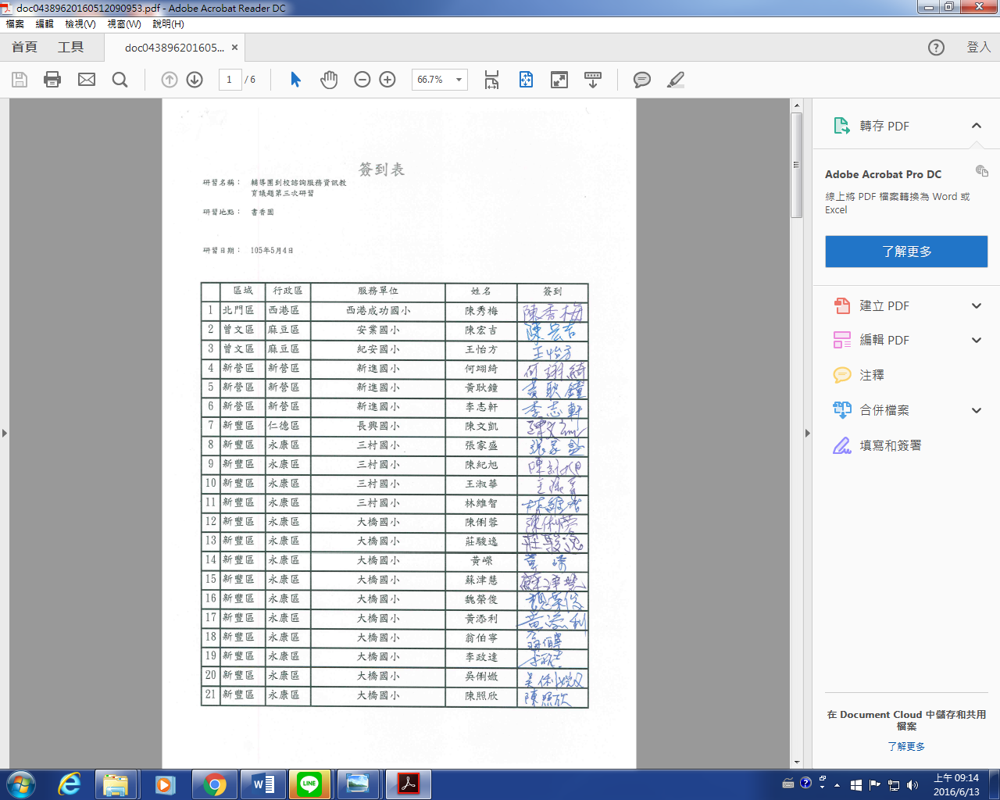 doc04389620160512090953.pdf - Adobe Acrobat Reader DC
檔案 編輯 檢視(V) 視窗(W) 說明(H)
首頁 工具 doc043896201605... × 登入
1 / 6 66.7%
簽到表
研習名稱： 輔導團到校諮詢服務資訊教
育議題第三次研習
研習地點： 書香園
研習日期： 105年5月4日
區域 行政區 服務單位 姓名 簽到
1 北門區 西港區 西港成功國小 陳秀梅 陳香梅
2 曾文區 麻豆區 安業國小 陳宏吉 陳宏吉
3 曾文區 麻豆區 紀安國小 王怡方 王怡方
4 新營區 新營區 新進國小 何翊綺 何翊綺
5 新營區 新營區 新進國小 黃耿鐘 黃耿鐘
6 新營區 新營區 新進國小 李志軒 李志軒
7 新豐區 仁德區 長興國小 陳文凱
8 新豐區 永康區 三村國小 張家盛
9 新豐區 永康區 三村國小 陳紀旭
10 新豐區 永康區 三村國小 王淑華
11 新豐區 永康區 三村國小 林維智 林維智
12 新豐區 永康區 大橋國小 陳俐蓉 陳俐蓉
13 新豐區 永康區 大橋國小 莊駿逸 莊駿逸
14 新豐區 永康區 大橋國小 黃嶸 黃嶸
15 新豐區 永康區 大橋國小 蘇津慧 蘇津慧
16 新豐區 永康區 大橋國小 魏榮俊 魏榮俊
17 新豐區 永康區 大橋國小 黃添利 黃添利
18 新豐區 永康區 大橋國小 翁伯寧
19 新豐區 永康區 大橋國小 李政達
20 新豐區 永康區 大橋國小 吳俐媺
21 新豐區 永康區 大橋國小 陳照欣 陳照欣
轉存 PDF
Adobe Acrobat Pro DC
線上將 PDF 檔案轉換為 Word 或
Excel
了解更多
建立 PDF
編輯 PDF
注釋
合併檔案
填寫和簽署
在 Document Cloud 中儲存和共用
檔案
了解更多
LINE
上午 09:14
2016/6/13